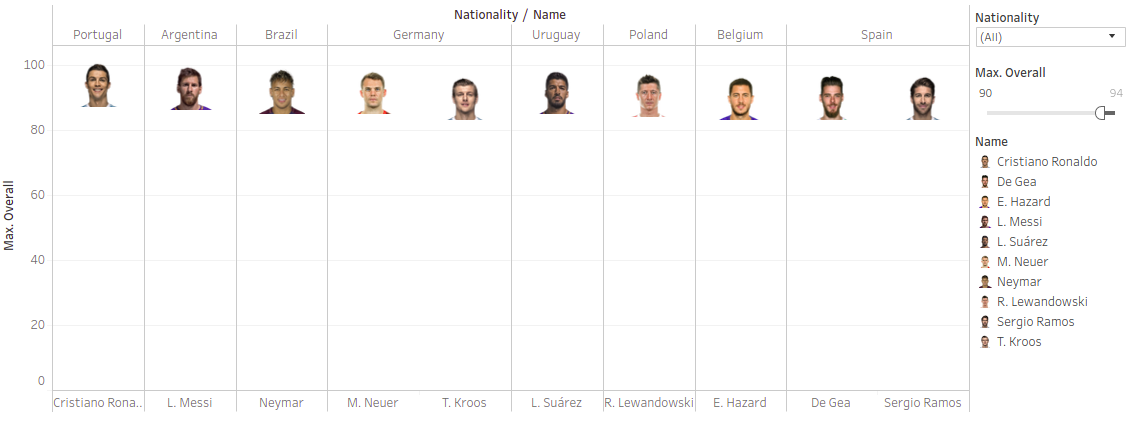 Nationality / Name
Portugal Argentina Brazil Germany Uruguay Poland Belgium Spain
Max. Overall
100
80
60
40
20
0
Cristiano Rona.. L. Messi Neymar M. Neuer T. Kroos L. Suárez R. Lewandowski E. Hazard De Gea Sergio Ramos
Nationality
(All)
Max. Overall
90 94
Name
Cristiano Ronaldo
De Gea
E. Hazard
L. Messi
L. Suárez
M. Neuer
Neymar
R. Lewandowski
Sergio Ramos
T. Kroos